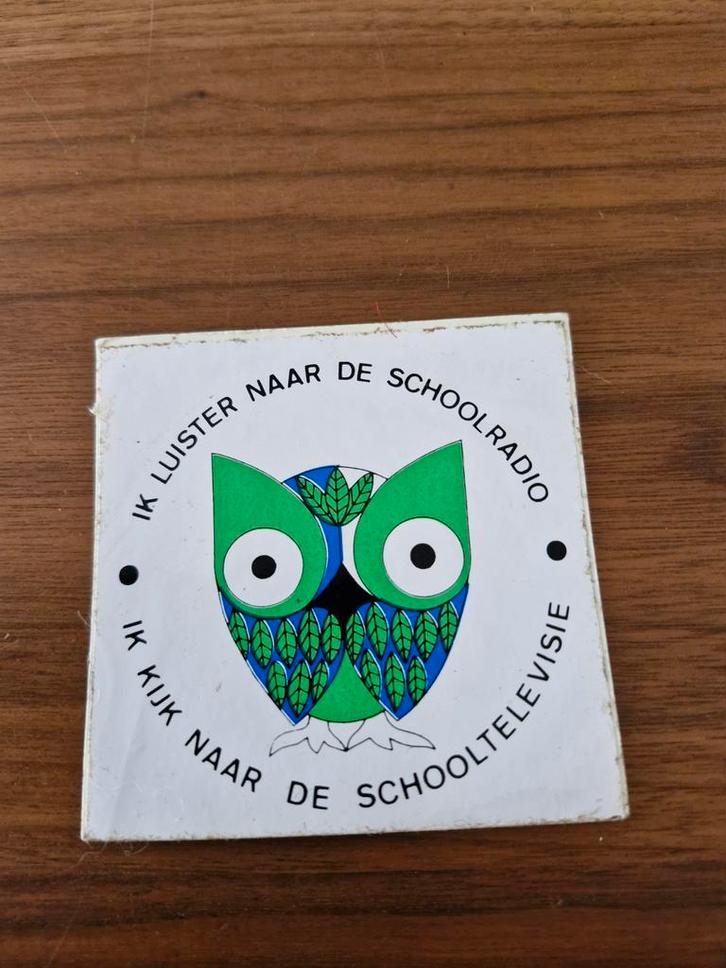 IK LUISTER NAAR DE SCHOOLRADIO
IK KIJK NAAR DE SCHOOLTELEVISIE